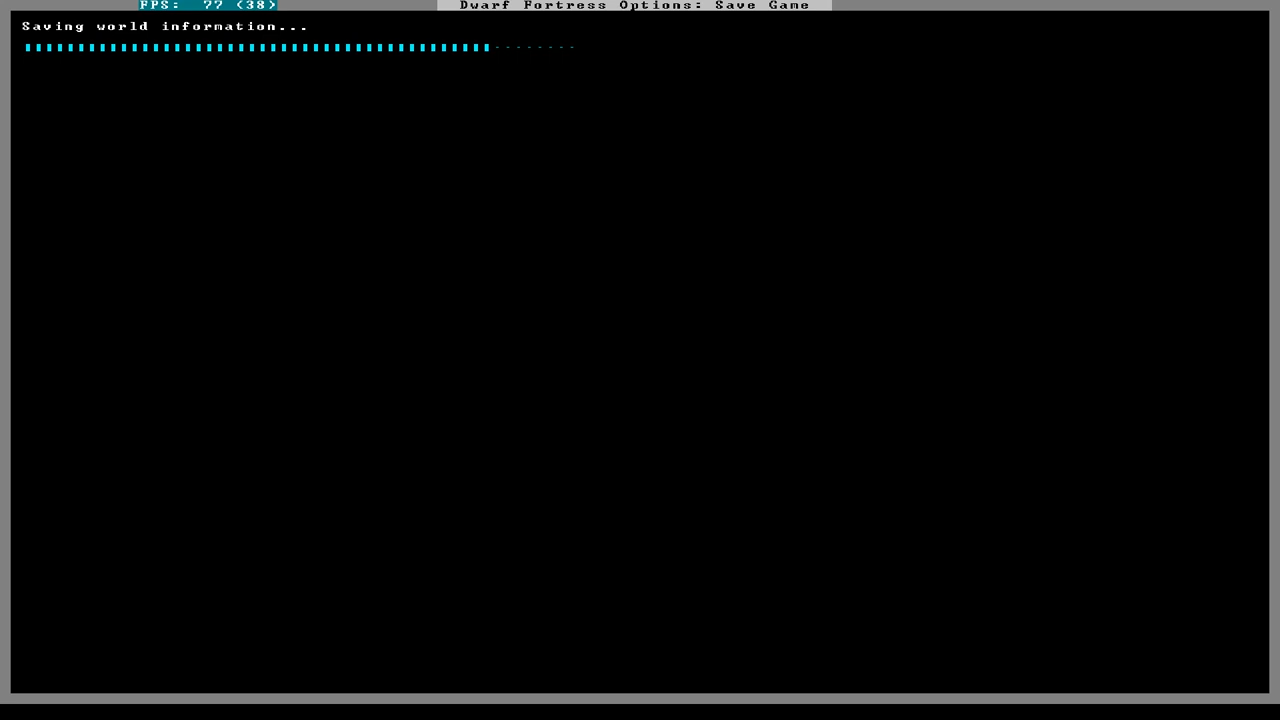 FPS: 77 (38) Dwarf Fortress Options: Save Game
Saving world information...